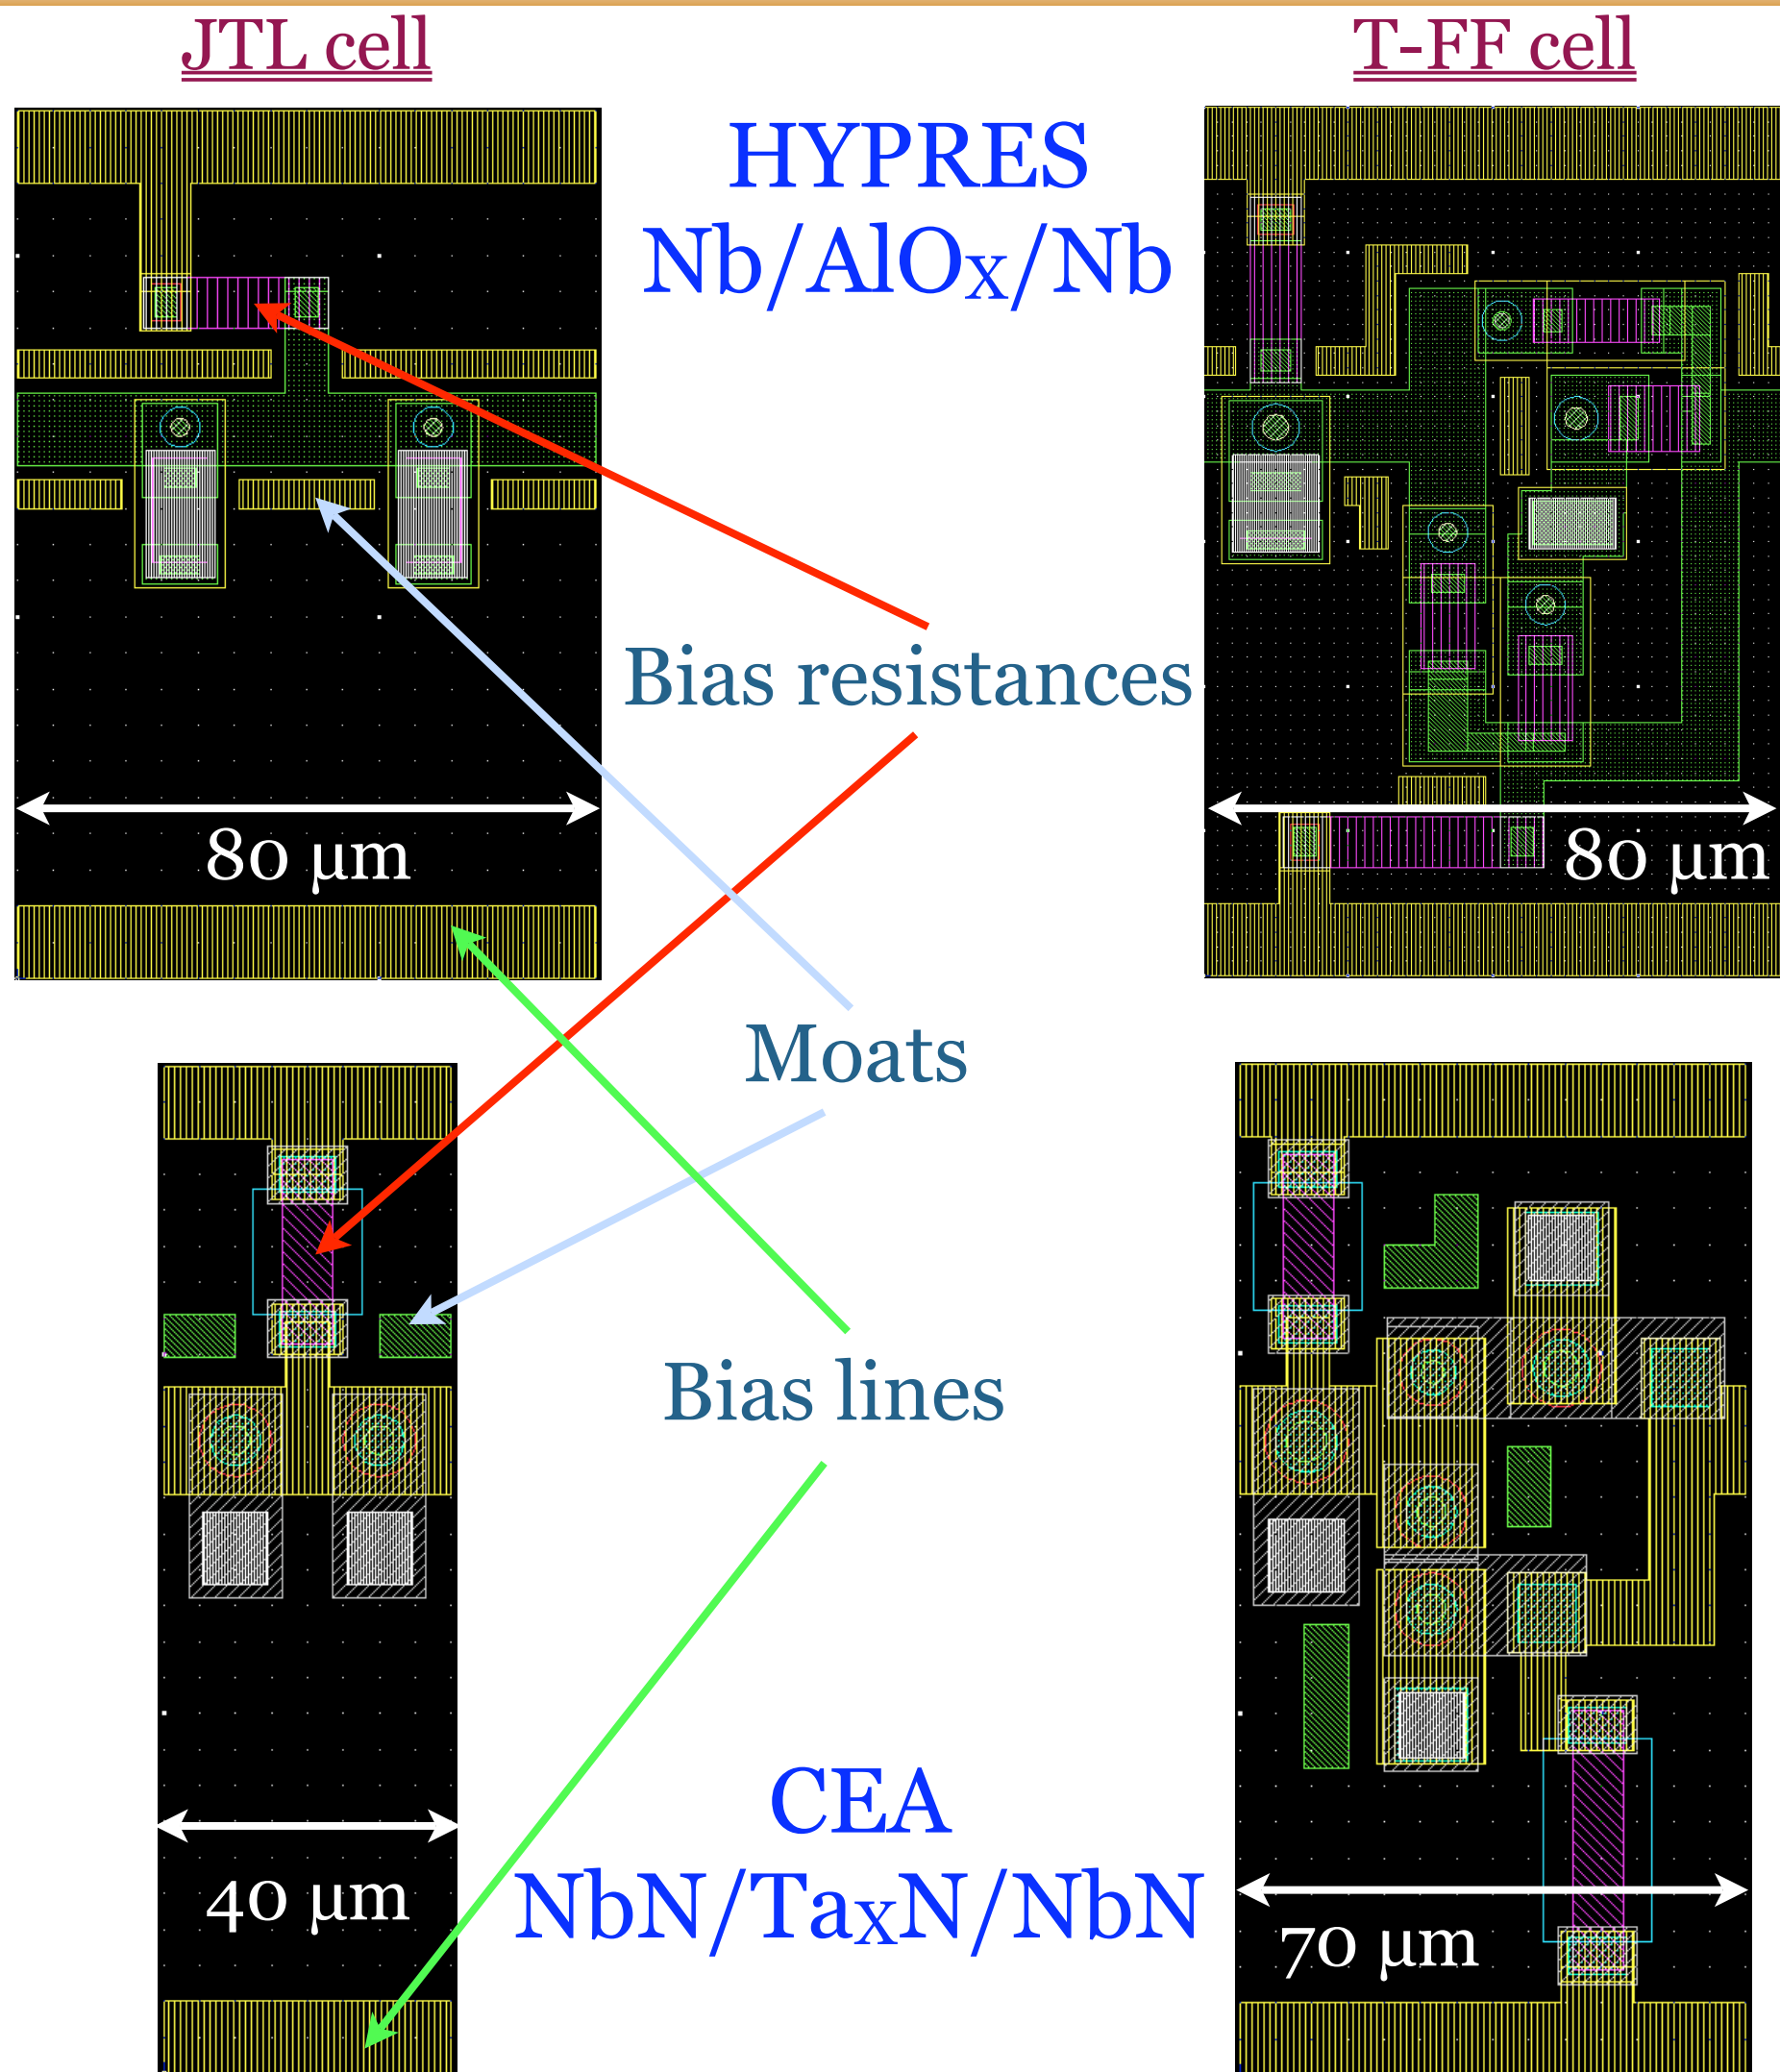 JTL cell
T-FF cell
HYPRES
Nb/AlOx/Nb
Bias resistances
80 µm
80 µm
Moats
Bias lines
CEA
NbN/TaxN/NbN
40 µm
70 µm